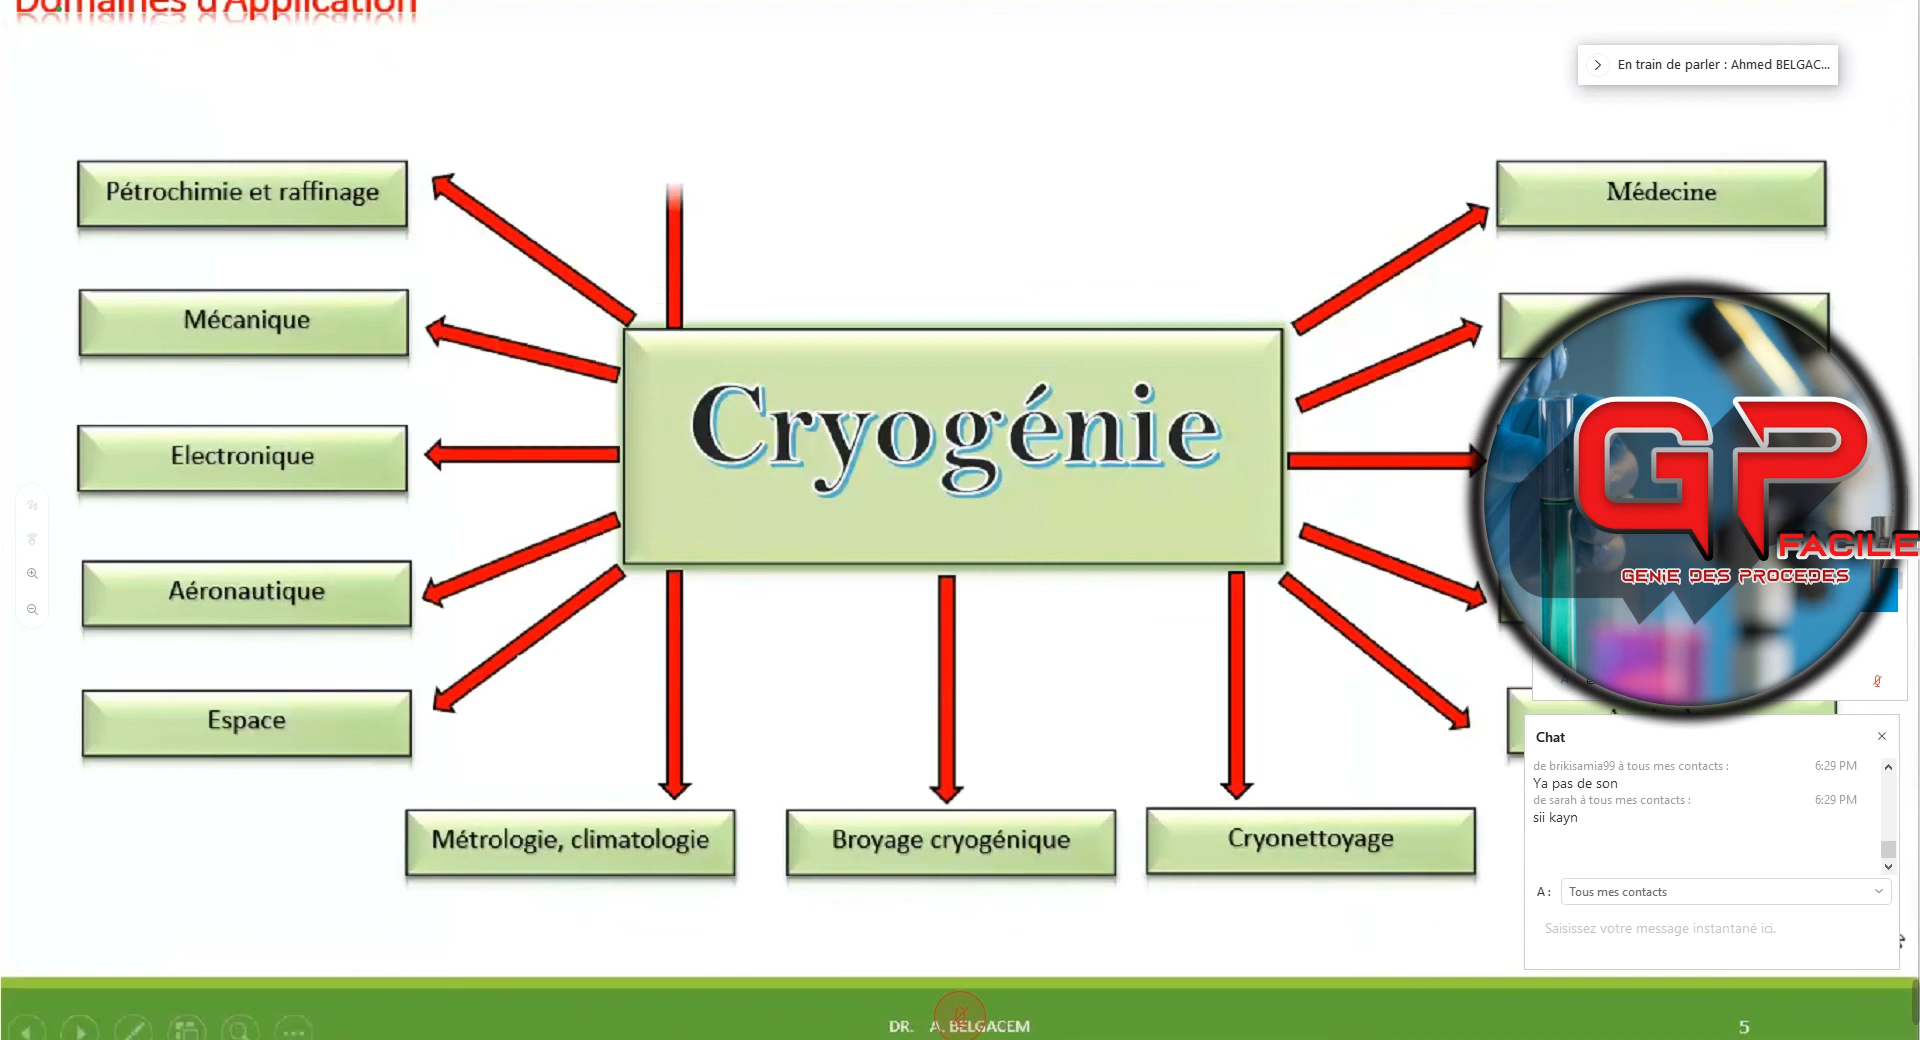 Domaines d'Application
En train de parler : Ahmed BELGAC...
Pétrochimie et raffinage
Médecine
Mécanique
Cryogénie
Electronique
GP
FACILE
GENIE DES PROCEDES
Aéronautique
Espace
Chat
de brikisamia99 à tous mes contacts :
6:29 PM
Ya pas de son
de sarah à tous mes contacts :
6:29 PM
sii kayn
Métrologie, climatologie
Broyage cryogénique
Cryonettoyage
A :
Tous mes contacts
Saisissez votre message instantané ici.
DR. A. BELGACEM
5